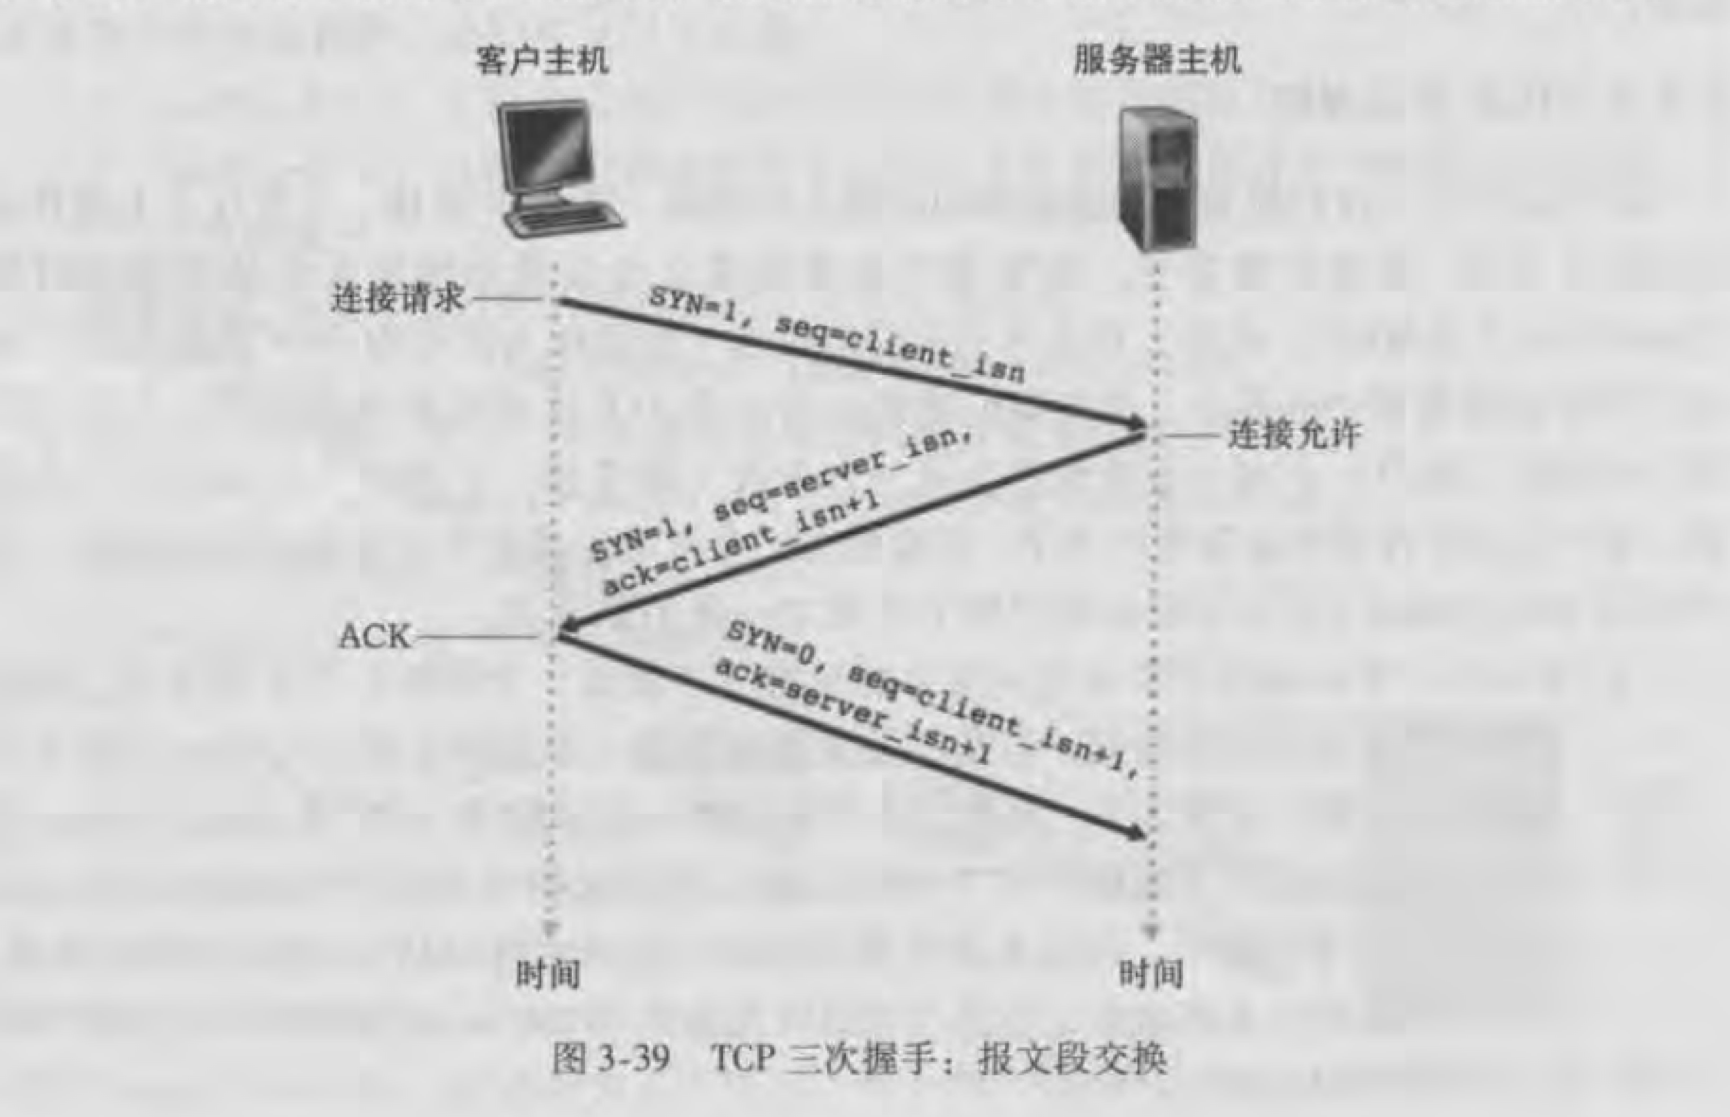 客户主机
服务器主机
连接请求
SYN=1, seq=client_isn
连接允许
SYN=1, seq=server_isn,
ack=client_isn+1
ACK
SYN=0, seq=client_isn+1,
ack=server_isn+1
时间
时间
图 3-39 TCP 三次握手：报文段交换